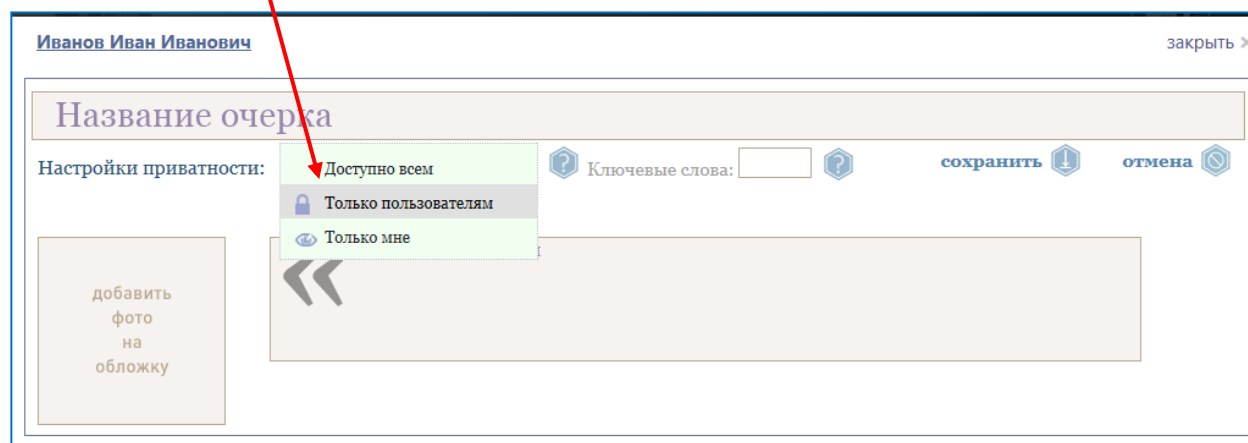 Иванов Иван Иванович
закрыть ×
Название очерка
Настройки приватности:
Доступно всем
Ключевые слова:
сохранить
отмена
Только пользователям
Только мне
«
добавить
фото
на
обложку